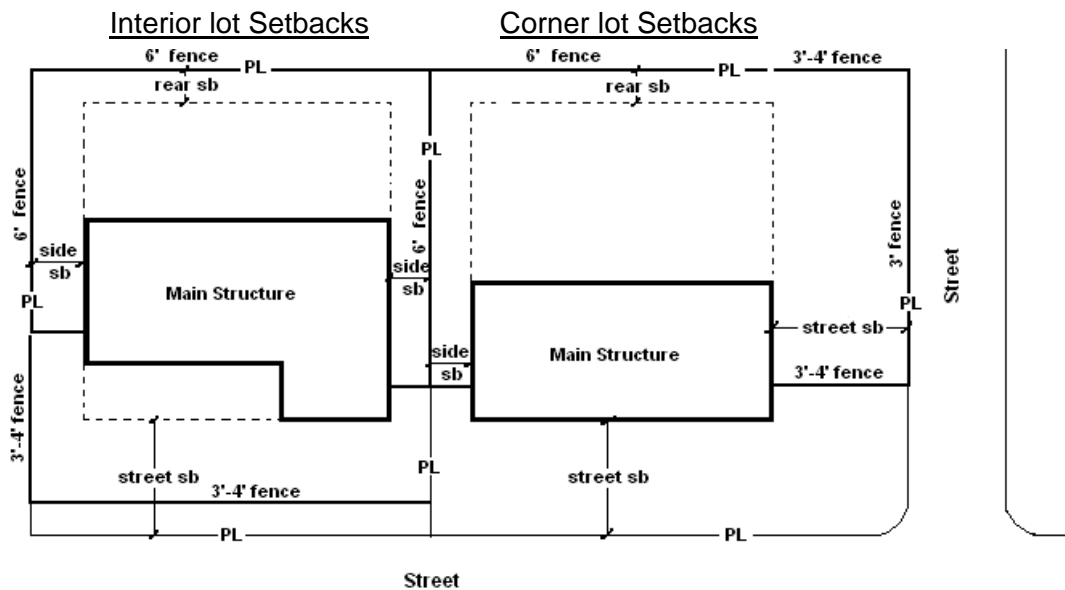 Interior lot Setbacks
Corner lot Setbacks
6' fence
PL
rear sb
6' fence
PL
3'-4' fence
rear sb
PL
6' fence
6' fence
side
sb
side
sb
PL
Main Structure
3' fence
PL
Street
street sb
side
sb
Main Structure
3'-4' fence
3'-4' fence
street sb
PL
street sb
3'-4' fence
PL
PL
Street